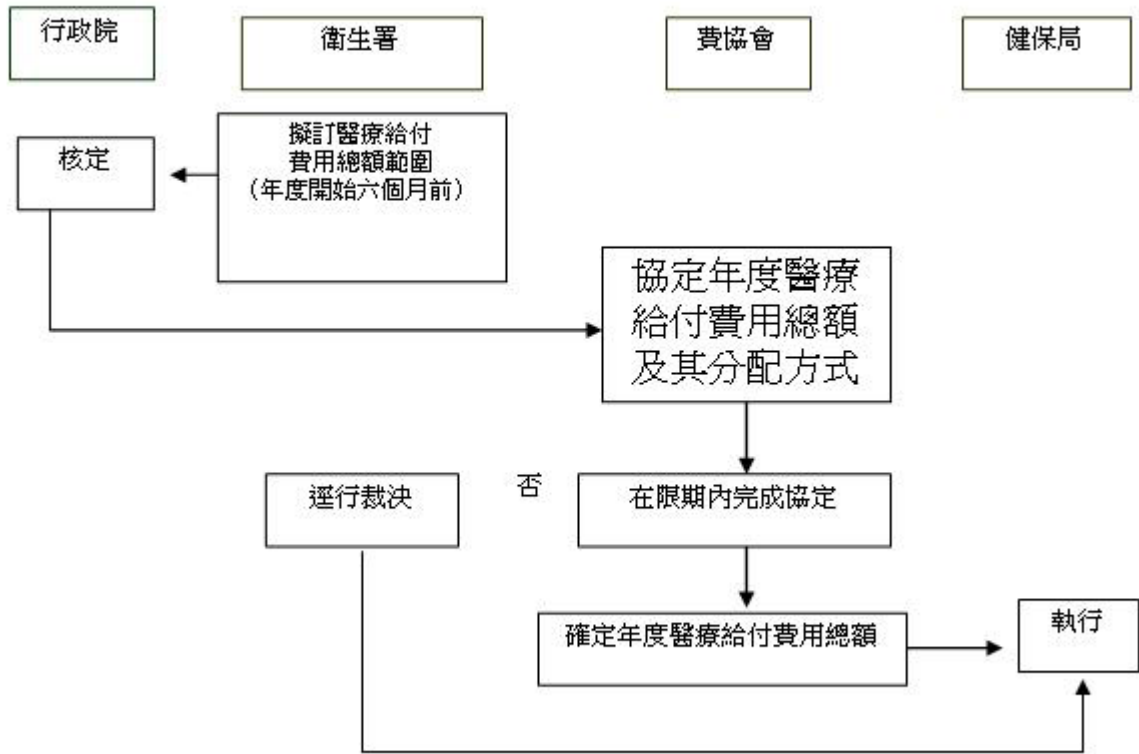 行政院
衛生署
費協會
健保局
擬訂醫療給付
費用總額範圍
(年度開始六個月前)
核定
協定年度醫療
給付費用總額
及其分配方式
逕行裁決
否
在限期內完成協定
確定年度醫療給付費用總額
執行